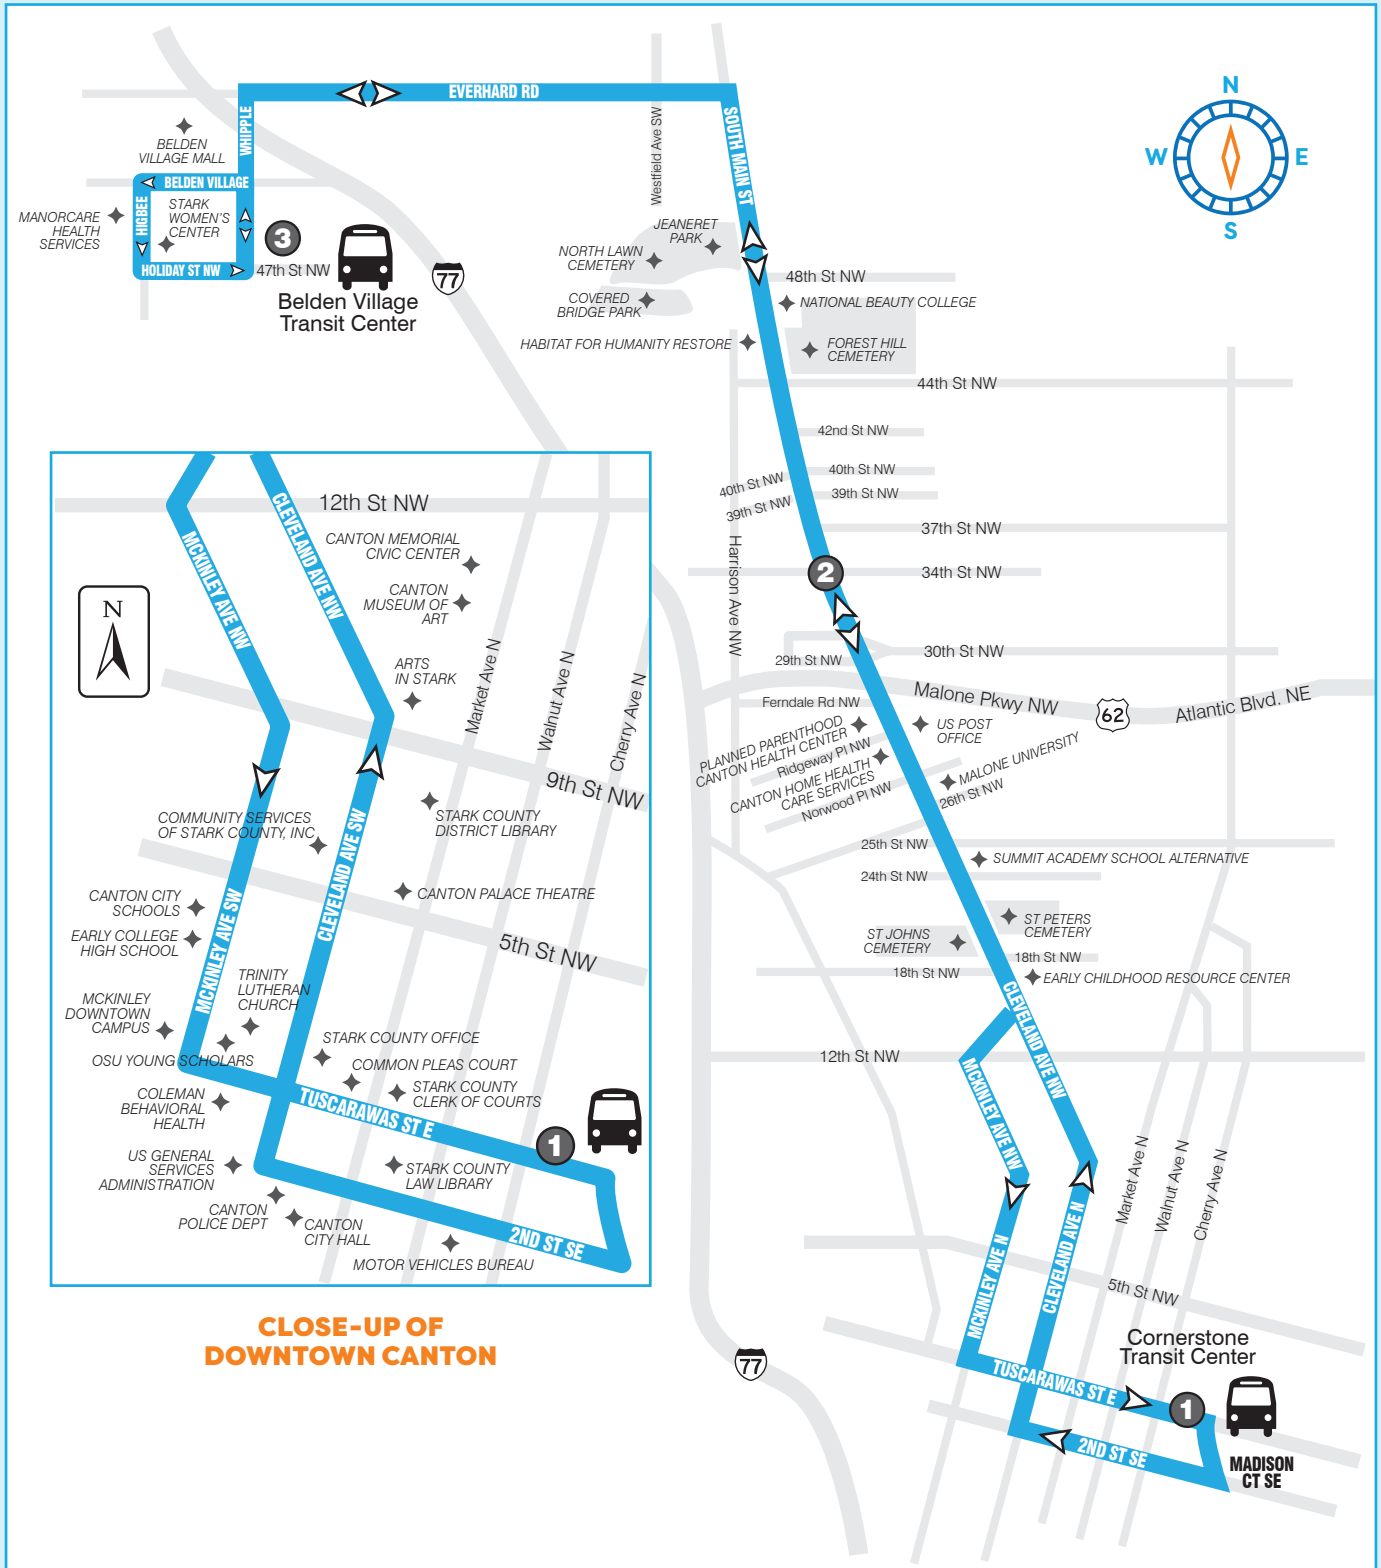 EVERHARD RD
N
W
E
S
WHIPPLE
BELDEN
VILLAGE MALL
BELDEN VILLAGE
HIGBEE
STARK
WOMEN'S
CENTER
MANORCARE
HEALTH
SERVICES
HOLIDAY ST NW
47th St NW
3
Belden Village
Transit Center
77
Westfield Ave SW
SOUTH MAIN ST
JEANERET
PARK
NORTH LAWN
CEMETERY
COVERED
BRIDGE PARK
48th St NW
NATIONAL BEAUTY COLLEGE
HABITAT FOR HUMANITY RESTORE
FOREST HILL
CEMETERY
44th St NW
42nd St NW
40th St NW
40th St NW
39th St NW
39th St NW
37th St NW
Harrison Ave NW
2
34th St NW
30th St NW
29th St NW
Malone Pkwy NW
62
Atlantic Blvd. NE
Ferndale Rd NW
PLANNED PARENTHOOD
CANTON HEALTH CENTER
US POST
OFFICE
Ridgeway Pl NW
CANTON HOME HEALTH
CARE SERVICES
MALONE UNIVERSITY
26th St NW
Norwood Pl NW
25th St NW
SUMMIT ACADEMY SCHOOL ALTERNATIVE
24th St NW
ST PETERS
CEMETERY
ST JOHNS
CEMETERY
18th St NW
18th St NW
EARLY CHILDHOOD RESOURCE CENTER
CLEVELAND AVE NW
12th St NW
MCKINLEY AVE NW
Market Ave N
Walnut Ave N
Cherry Ave N
MCKINLEY AVE N
CLEVELAND AVE N
5th St NW
Cornerstone
Transit Center
77
TUSCARAWAS ST E
1
2ND ST SE
MADISON
CT SE
12th St NW
CLEVELAND AVE NW
MCKINLEY AVE NW
CANTON MEMORIAL
CIVIC CENTER
CANTON
MUSEUM OF
ART
N
ARTS
IN STARK
Market Ave N
Walnut Ave N
Cherry Ave N
9th St NW
COMMUNITY SERVICES
OF STARK COUNTY, INC
STARK COUNTY
DISTRICT LIBRARY
CLEVELAND AVE SW
MCKINLEY AVE SW
CANTON PALACE THEATRE
CANTON CITY
SCHOOLS
EARLY COLLEGE
HIGH SCHOOL
5th St NW
TRINITY
LUTHERAN
CHURCH
MCKINLEY
DOWNTOWN
CAMPUS
OSU YOUNG SCHOLARS
STARK COUNTY OFFICE
COMMON PLEAS COURT
STARK COUNTY
CLERK OF COURTS
COLEMAN
BEHAVIORAL
HEALTH
TUSCARAWAS ST E
1
US GENERAL
SERVICES
ADMINISTRATION
STARK COUNTY
LAW LIBRARY
CANTON
POLICE DEPT
CANTON
CITY HALL
2ND ST SE
MOTOR VEHICLES BUREAU
CLOSE-UP OF
DOWNTOWN CANTON